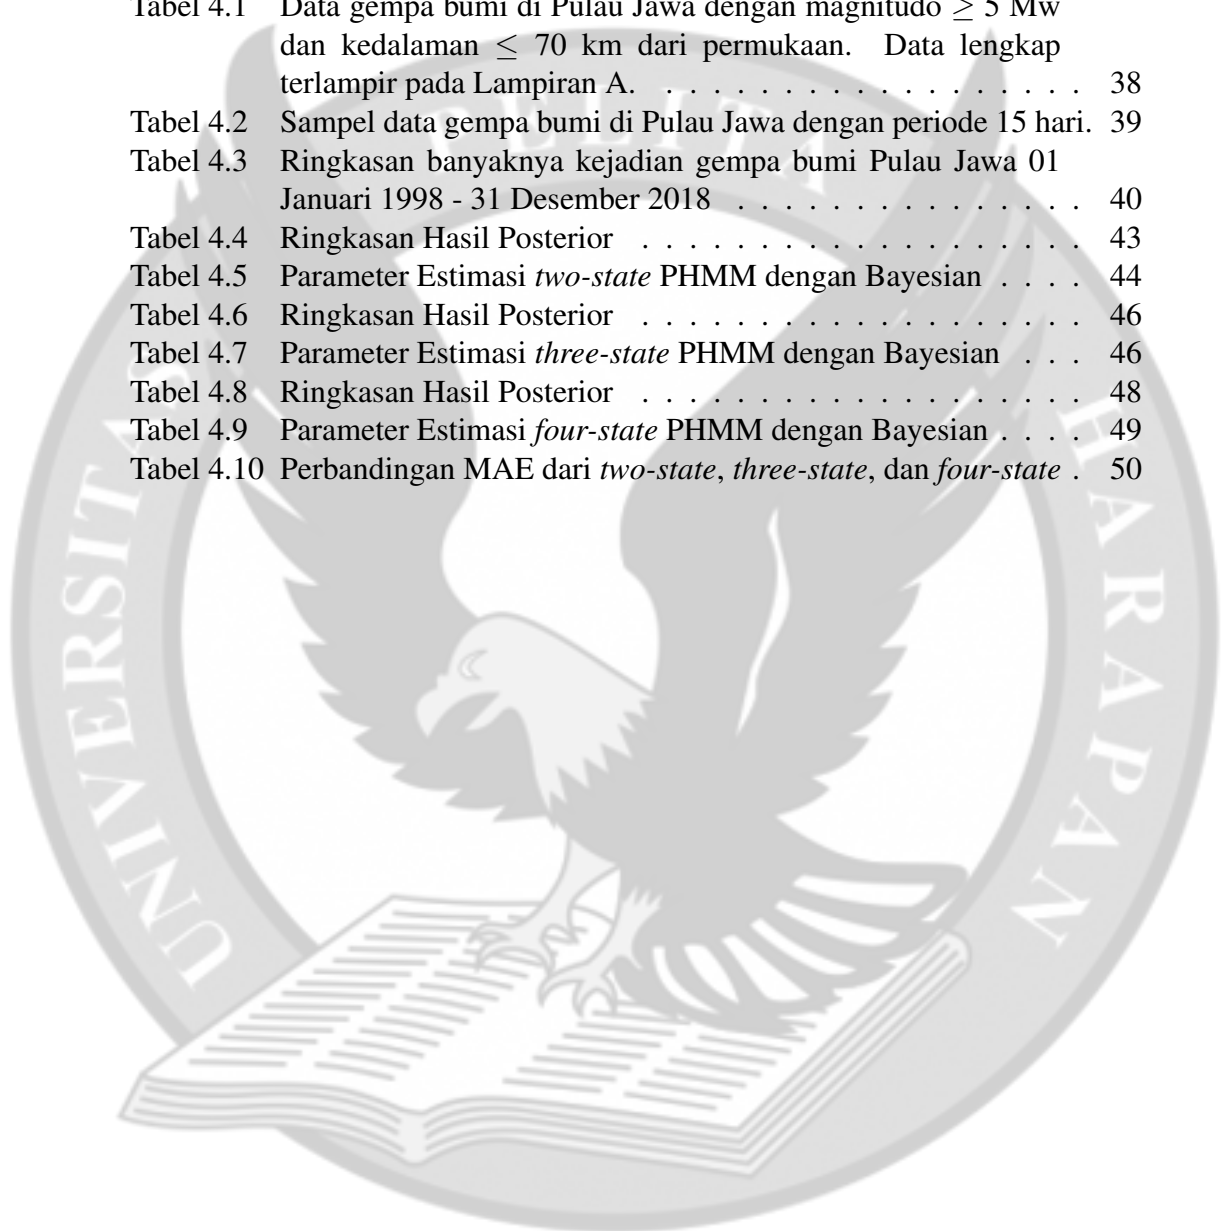 Tabel 4.1 Data gempa bumi di Pulau Jawa dengan magnitudo ≥ 5 Mw
dan kedalaman ≤ 70 km dari permukaan. Data lengkap
terlampir pada Lampiran A. . . . . . . . . . . . . . . . . . . . 38
Tabel 4.2 Sampel data gempa bumi di Pulau Jawa dengan periode 15 hari. 39
Tabel 4.3 Ringkasan banyaknya kejadian gempa bumi Pulau Jawa 01
Januari 1998 - 31 Desember 2018 . . . . . . . . . . . . . . . 40
Tabel 4.4 Ringkasan Hasil Posterior . . . . . . . . . . . . . . . . . . . 43
Tabel 4.5 Parameter Estimasi two-state PHMM dengan Bayesian . . . . 44
Tabel 4.6 Ringkasan Hasil Posterior . . . . . . . . . . . . . . . . . . . 46
Tabel 4.7 Parameter Estimasi three-state PHMM dengan Bayesian . . . 46
Tabel 4.8 Ringkasan Hasil Posterior . . . . . . . . . . . . . . . . . . . 48
Tabel 4.9 Parameter Estimasi four-state PHMM dengan Bayesian . . . . 49
Tabel 4.10 Perbandingan MAE dari two-state, three-state, dan four-state . 50
UNIVERSITAS PELITA HARAPAN